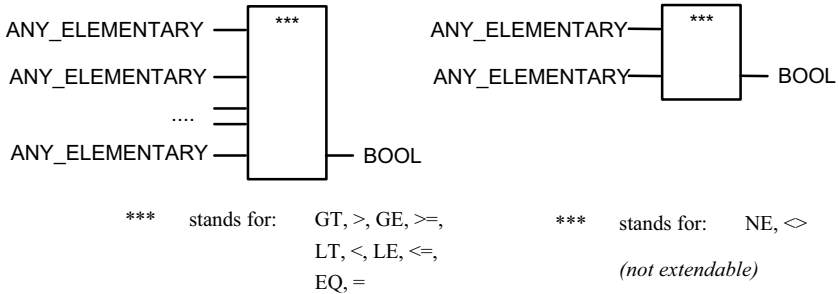 ***
ANY_ELEMENTARY
ANY_ELEMENTARY
....
ANY_ELEMENTARY
BOOL
*** stands for: GT, >, GE, >=,
LT, <, LE, <=,
EQ, =
***
ANY_ELEMENTARY
ANY_ELEMENTARY
BOOL
*** stands for: NE, <>
(not extendable)